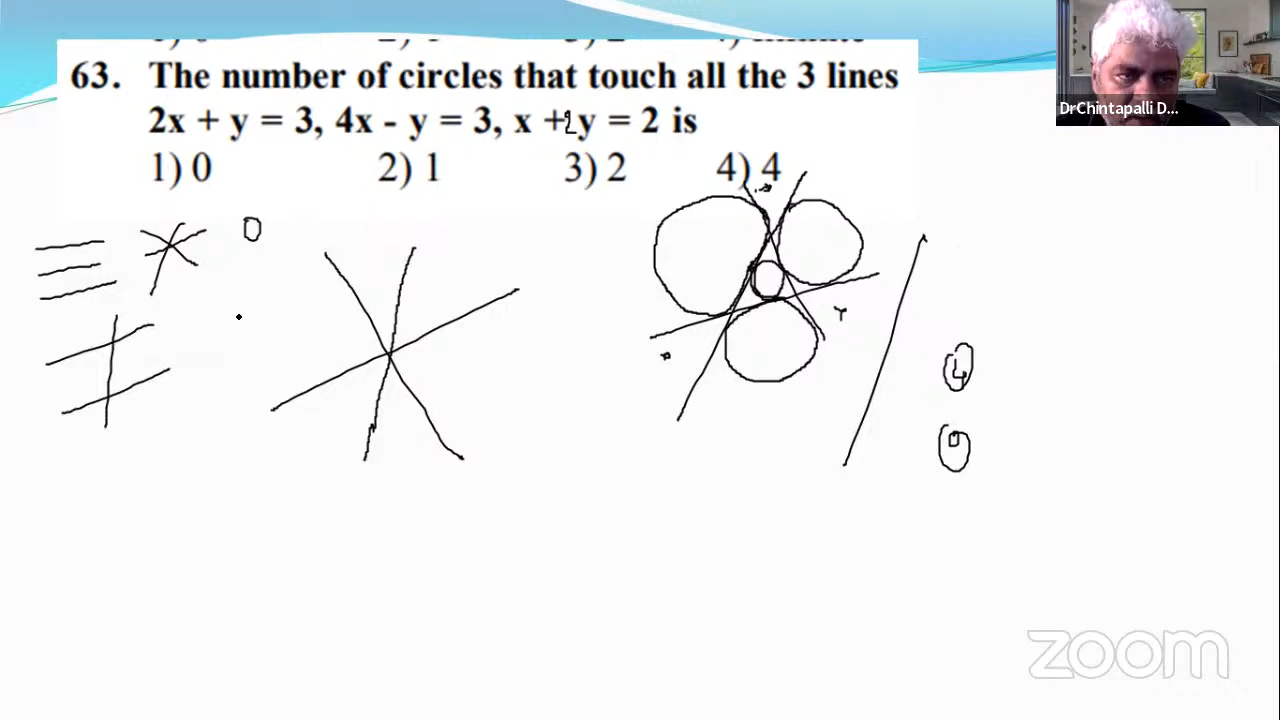 63. The number of circles that touch all the 3 lines
2x + y = 3, 4x - y = 3, x +2y = 2 is
1) 0 2) 1 3) 2 4) 4
0
4
0
DrChintapalli D...
zoom